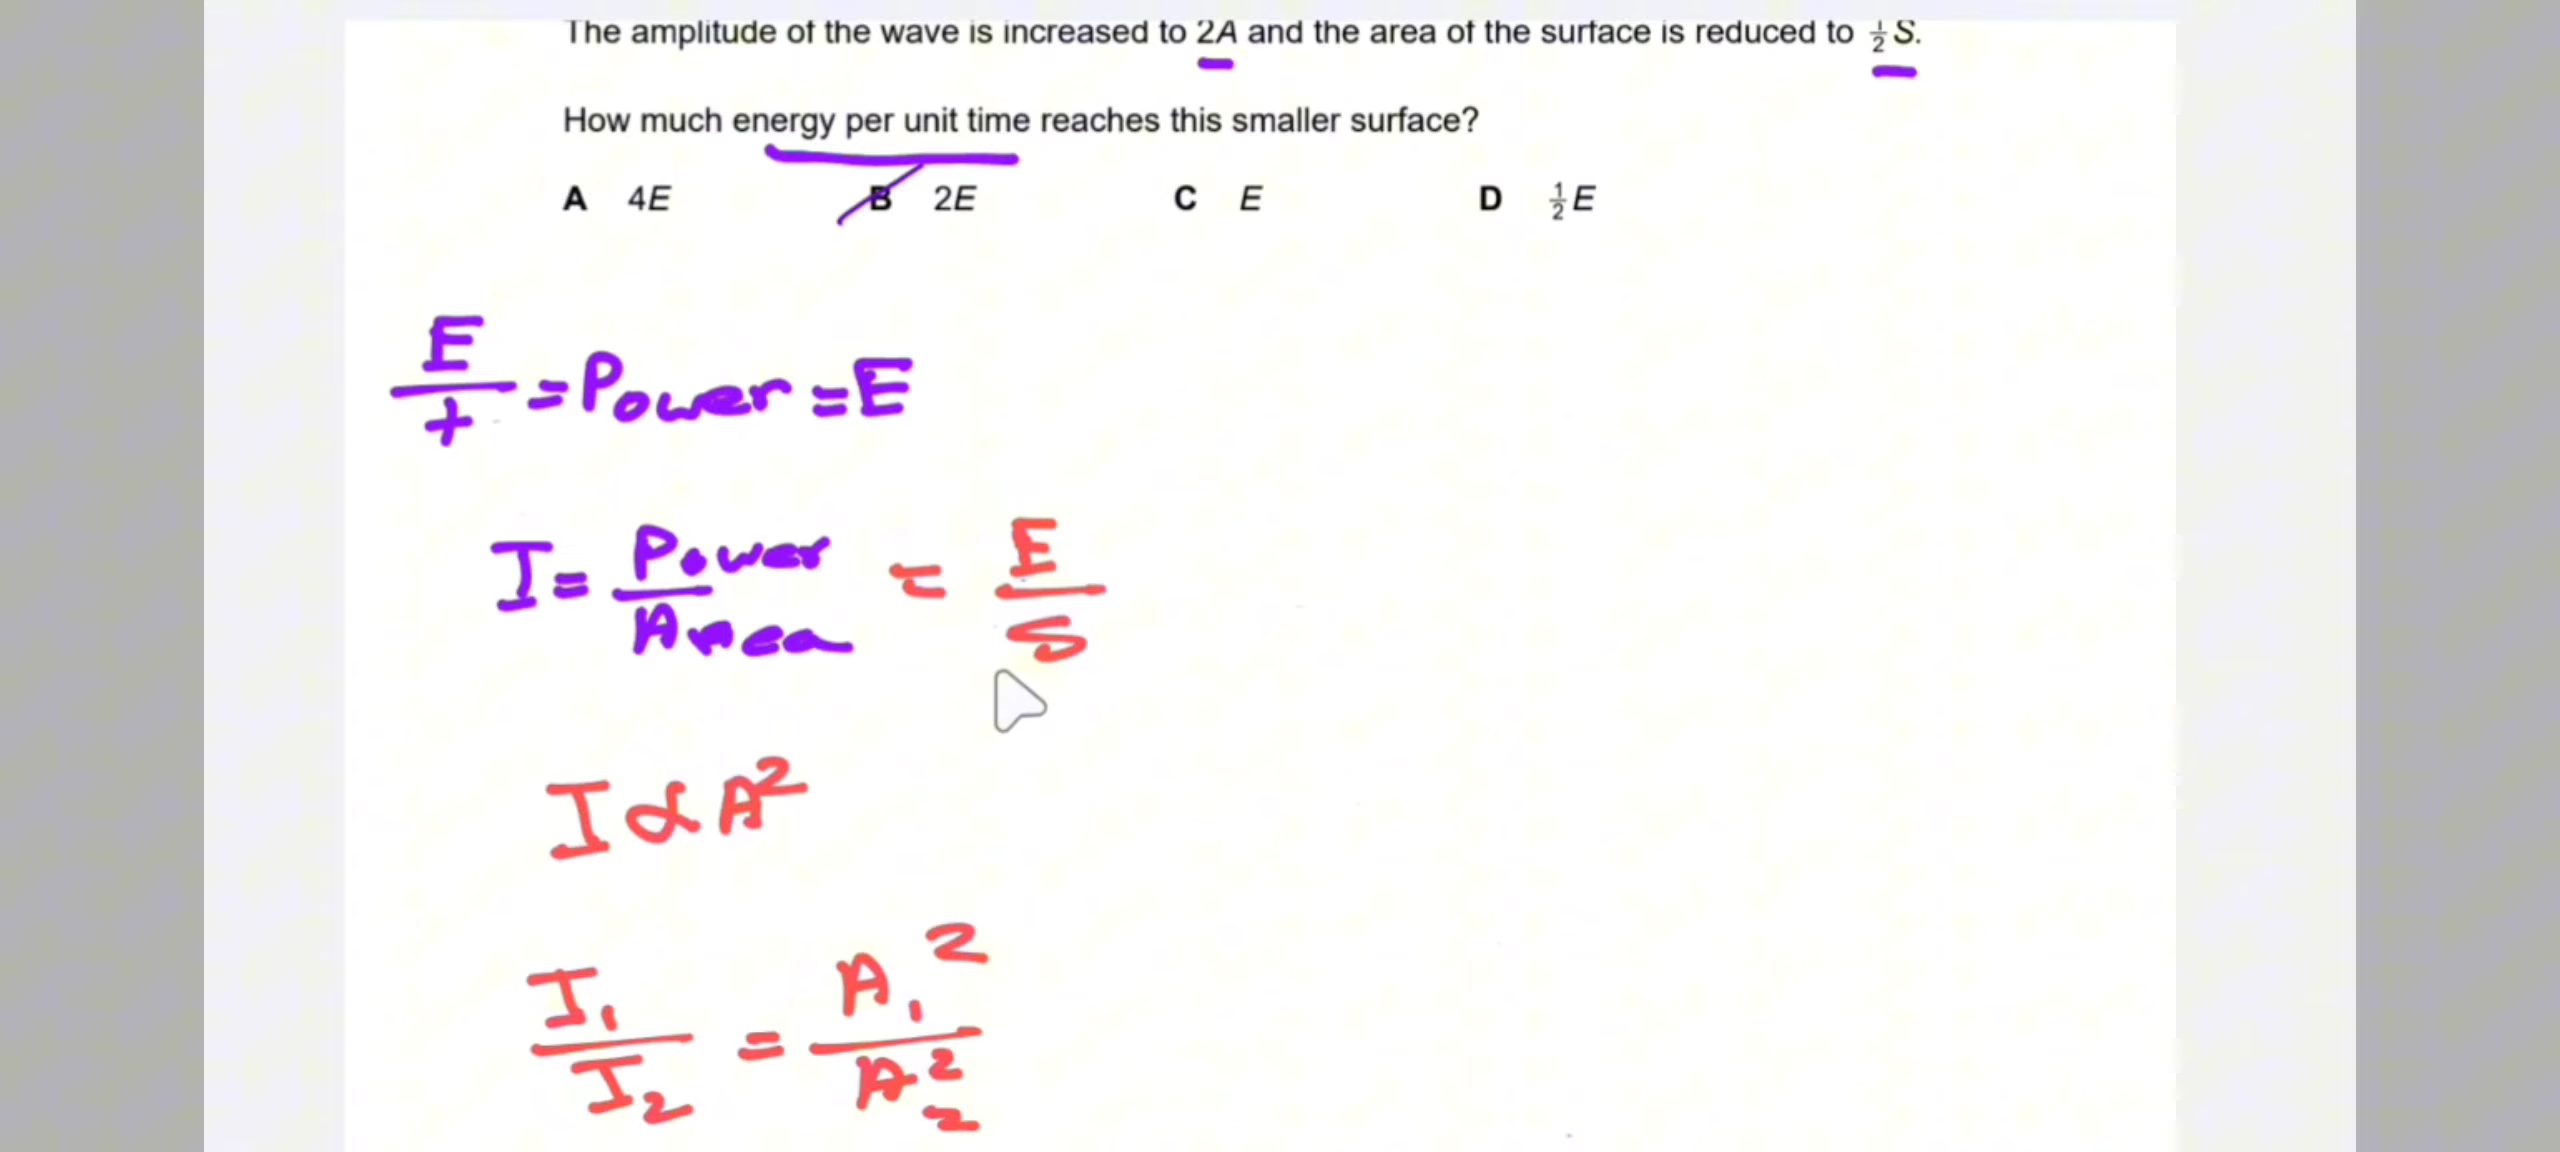 The amplitude of the wave is increased to 2A and the area of the surface is reduced to ½ S.
How much energy per unit time reaches this smaller surface?
A 4E B 2E C E D ½ E
E/t = Power = E
I = Power/Area = E/S
I ∝ A²
I₁/I₂ = A₁²/A₂²